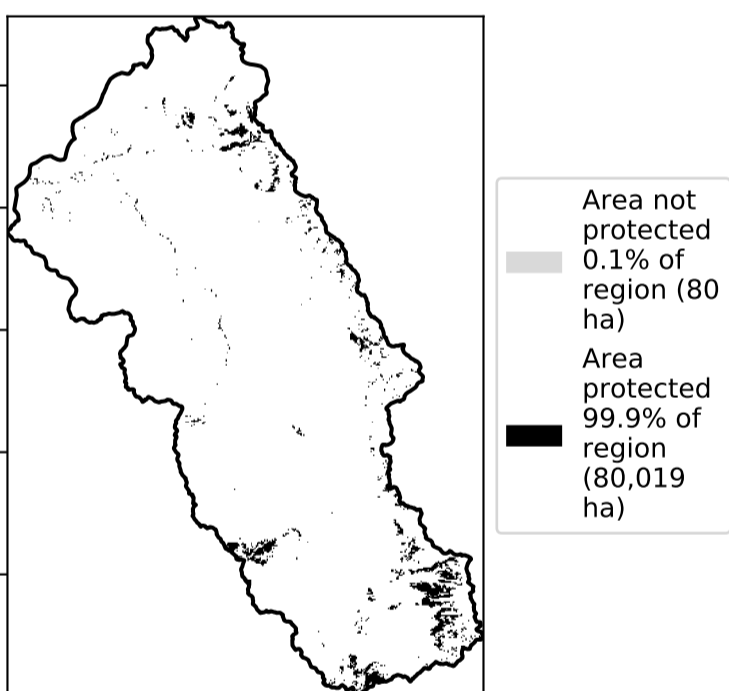 Area not
protected
0.1% of
region (80
ha)
Area
protected
99.9% of
region
(80,019
ha)